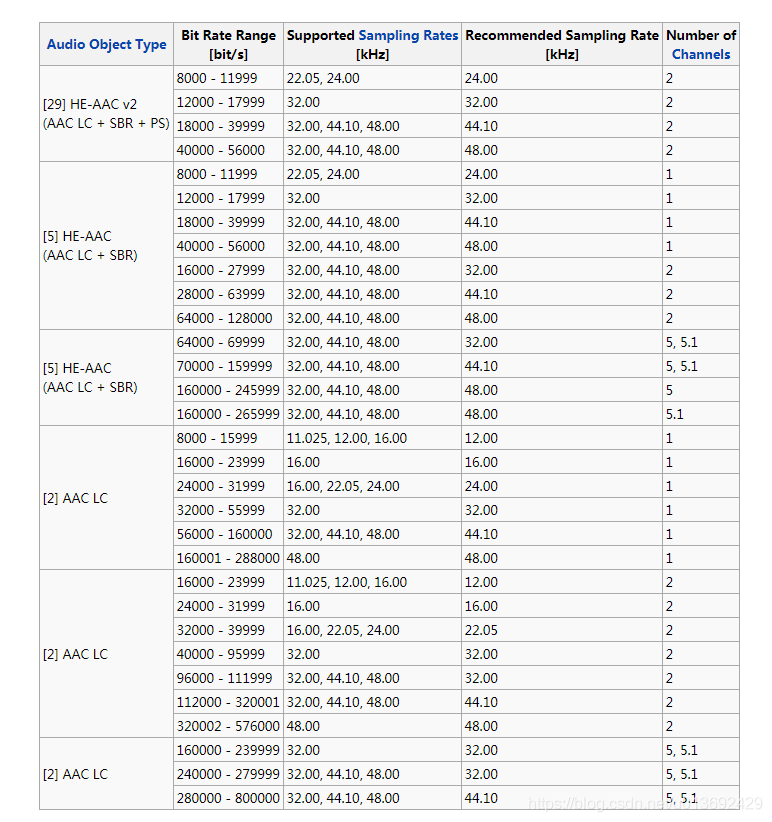 Audio Object Type | Bit Rate Range [bit/s] | Supported Sampling Rates [kHz] | Recommended Sampling Rate [kHz] | Number of Channels
[29] HE-AAC v2 (AAC LC + SBR + PS) | 8000 - 11999 | 22.05, 24.00 | 24.00 | 2
12000 - 17999 | 32.00 | 32.00 | 2
18000 - 39999 | 32.00, 44.10, 48.00 | 44.10 | 2
40000 - 56000 | 32.00, 44.10, 48.00 | 48.00 | 2
[5] HE-AAC (AAC LC + SBR) | 8000 - 11999 | 22.05, 24.00 | 24.00 | 1
12000 - 17999 | 32.00 | 32.00 | 1
18000 - 39999 | 32.00, 44.10, 48.00 | 44.10 | 1
40000 - 56000 | 32.00, 44.10, 48.00 | 48.00 | 1
16000 - 27999 | 32.00, 44.10, 48.00 | 32.00 | 2
28000 - 63999 | 32.00, 44.10, 48.00 | 44.10 | 2
64000 - 128000 | 32.00, 44.10, 48.00 | 48.00 | 2
[5] HE-AAC (AAC LC + SBR) | 64000 - 69999 | 32.00, 44.10, 48.00 | 32.00 | 5, 5.1
70000 - 159999 | 32.00, 44.10, 48.00 | 44.10 | 5, 5.1
160000 - 245999 | 32.00, 44.10, 48.00 | 48.00 | 5
160000 - 265999 | 32.00, 44.10, 48.00 | 48.00 | 5.1
[2] AAC LC | 8000 - 15999 | 11.025, 12.00, 16.00 | 12.00 | 1
16000 - 23999 | 16.00 | 16.00 | 1
24000 - 31999 | 16.00, 22.05, 24.00 | 24.00 | 1
32000 - 55999 | 32.00 | 32.00 | 1
56000 - 160000 | 32.00, 44.10, 48.00 | 44.10 | 1
160001 - 288000 | 48.00 | 48.00 | 1
[2] AAC LC | 16000 - 23999 | 11.025, 12.00, 16.00 | 12.00 | 2
24000 - 31999 | 16.00 | 16.00 | 2
32000 - 39999 | 16.00, 22.05, 24.00 | 22.05 | 2
40000 - 95999 | 32.00 | 32.00 | 2
96000 - 111999 | 32.00, 44.10, 48.00 | 32.00 | 2
112000 - 320001 | 32.00, 44.10, 48.00 | 44.10 | 2
320002 - 576000 | 48.00 | 48.00 | 2
[2] AAC LC | 160000 - 239999 | 32.00 | 32.00 | 5, 5.1
240000 - 279999 | 32.00, 44.10, 48.00 | 32.00 | 5, 5.1
280000 - 800000 | 32.00, 44.10, 48.00 | 44.10 | 5, 5.1